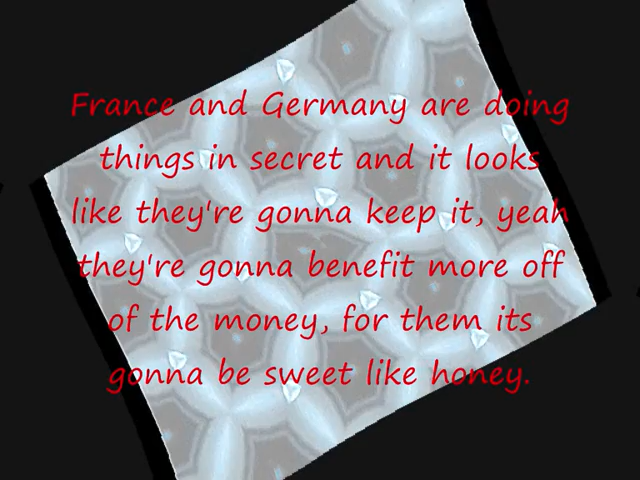 France and Germany are doing
things in secret and it looks
like they're gonna keep it, yeah
they're gonna benefit more off
of the money, for them its
gonna be sweet like honey.